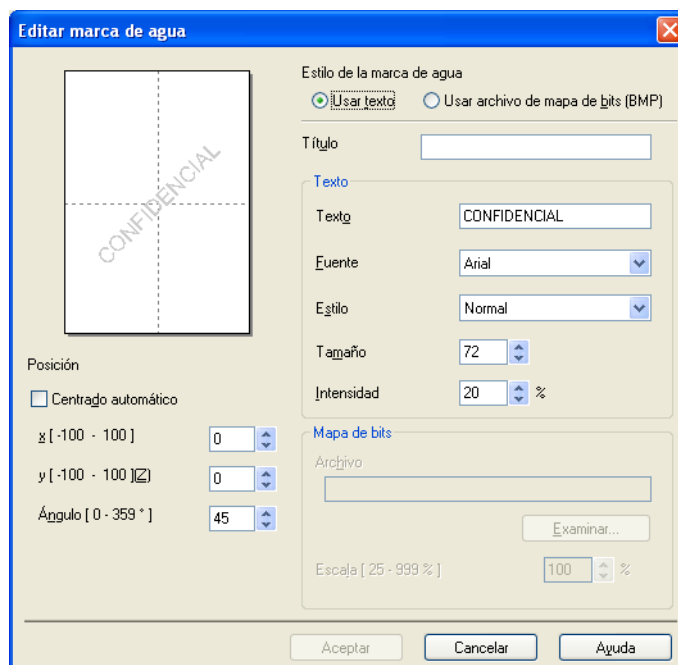 Editar marca de agua
CONFIDENCIAL
Estilo de la marca de agua
Usar texto
Usar archivo de mapa de bits (BMP)
Título
Texto
Texto CONFIDENCIAL
Fuente Arial
Estilo Normal
Tamaño 72
Intensidad 20 %
Posición
Centrado automático
x [ -100 - 100 ] 0
y [ -100 - 100 ](Z) 0
Ángulo [ 0 - 359 ° ] 45
Mapa de bits
Archivo
Examinar...
Escala [ 25 - 999 % ] 100 %
Aceptar
Cancelar
Ayuda